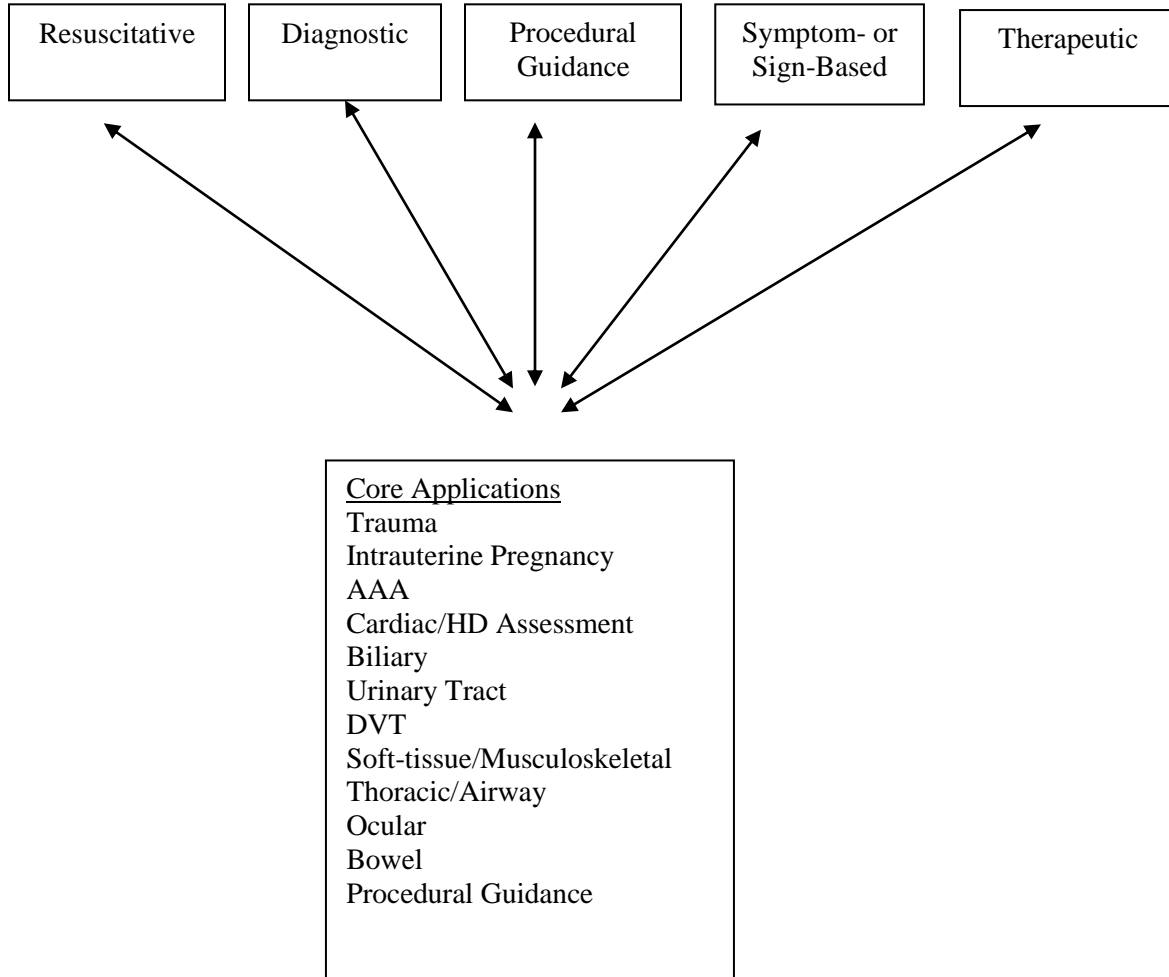 Resuscitative
Diagnostic
Procedural
Guidance
Symptom- or
Sign-Based
Therapeutic
Core Applications
Trauma
Intrauterine Pregnancy
AAA
Cardiac/HD Assessment
Biliary
Urinary Tract
DVT
Soft-tissue/Musculoskeletal
Thoracic/Airway
Ocular
Bowel
Procedural Guidance